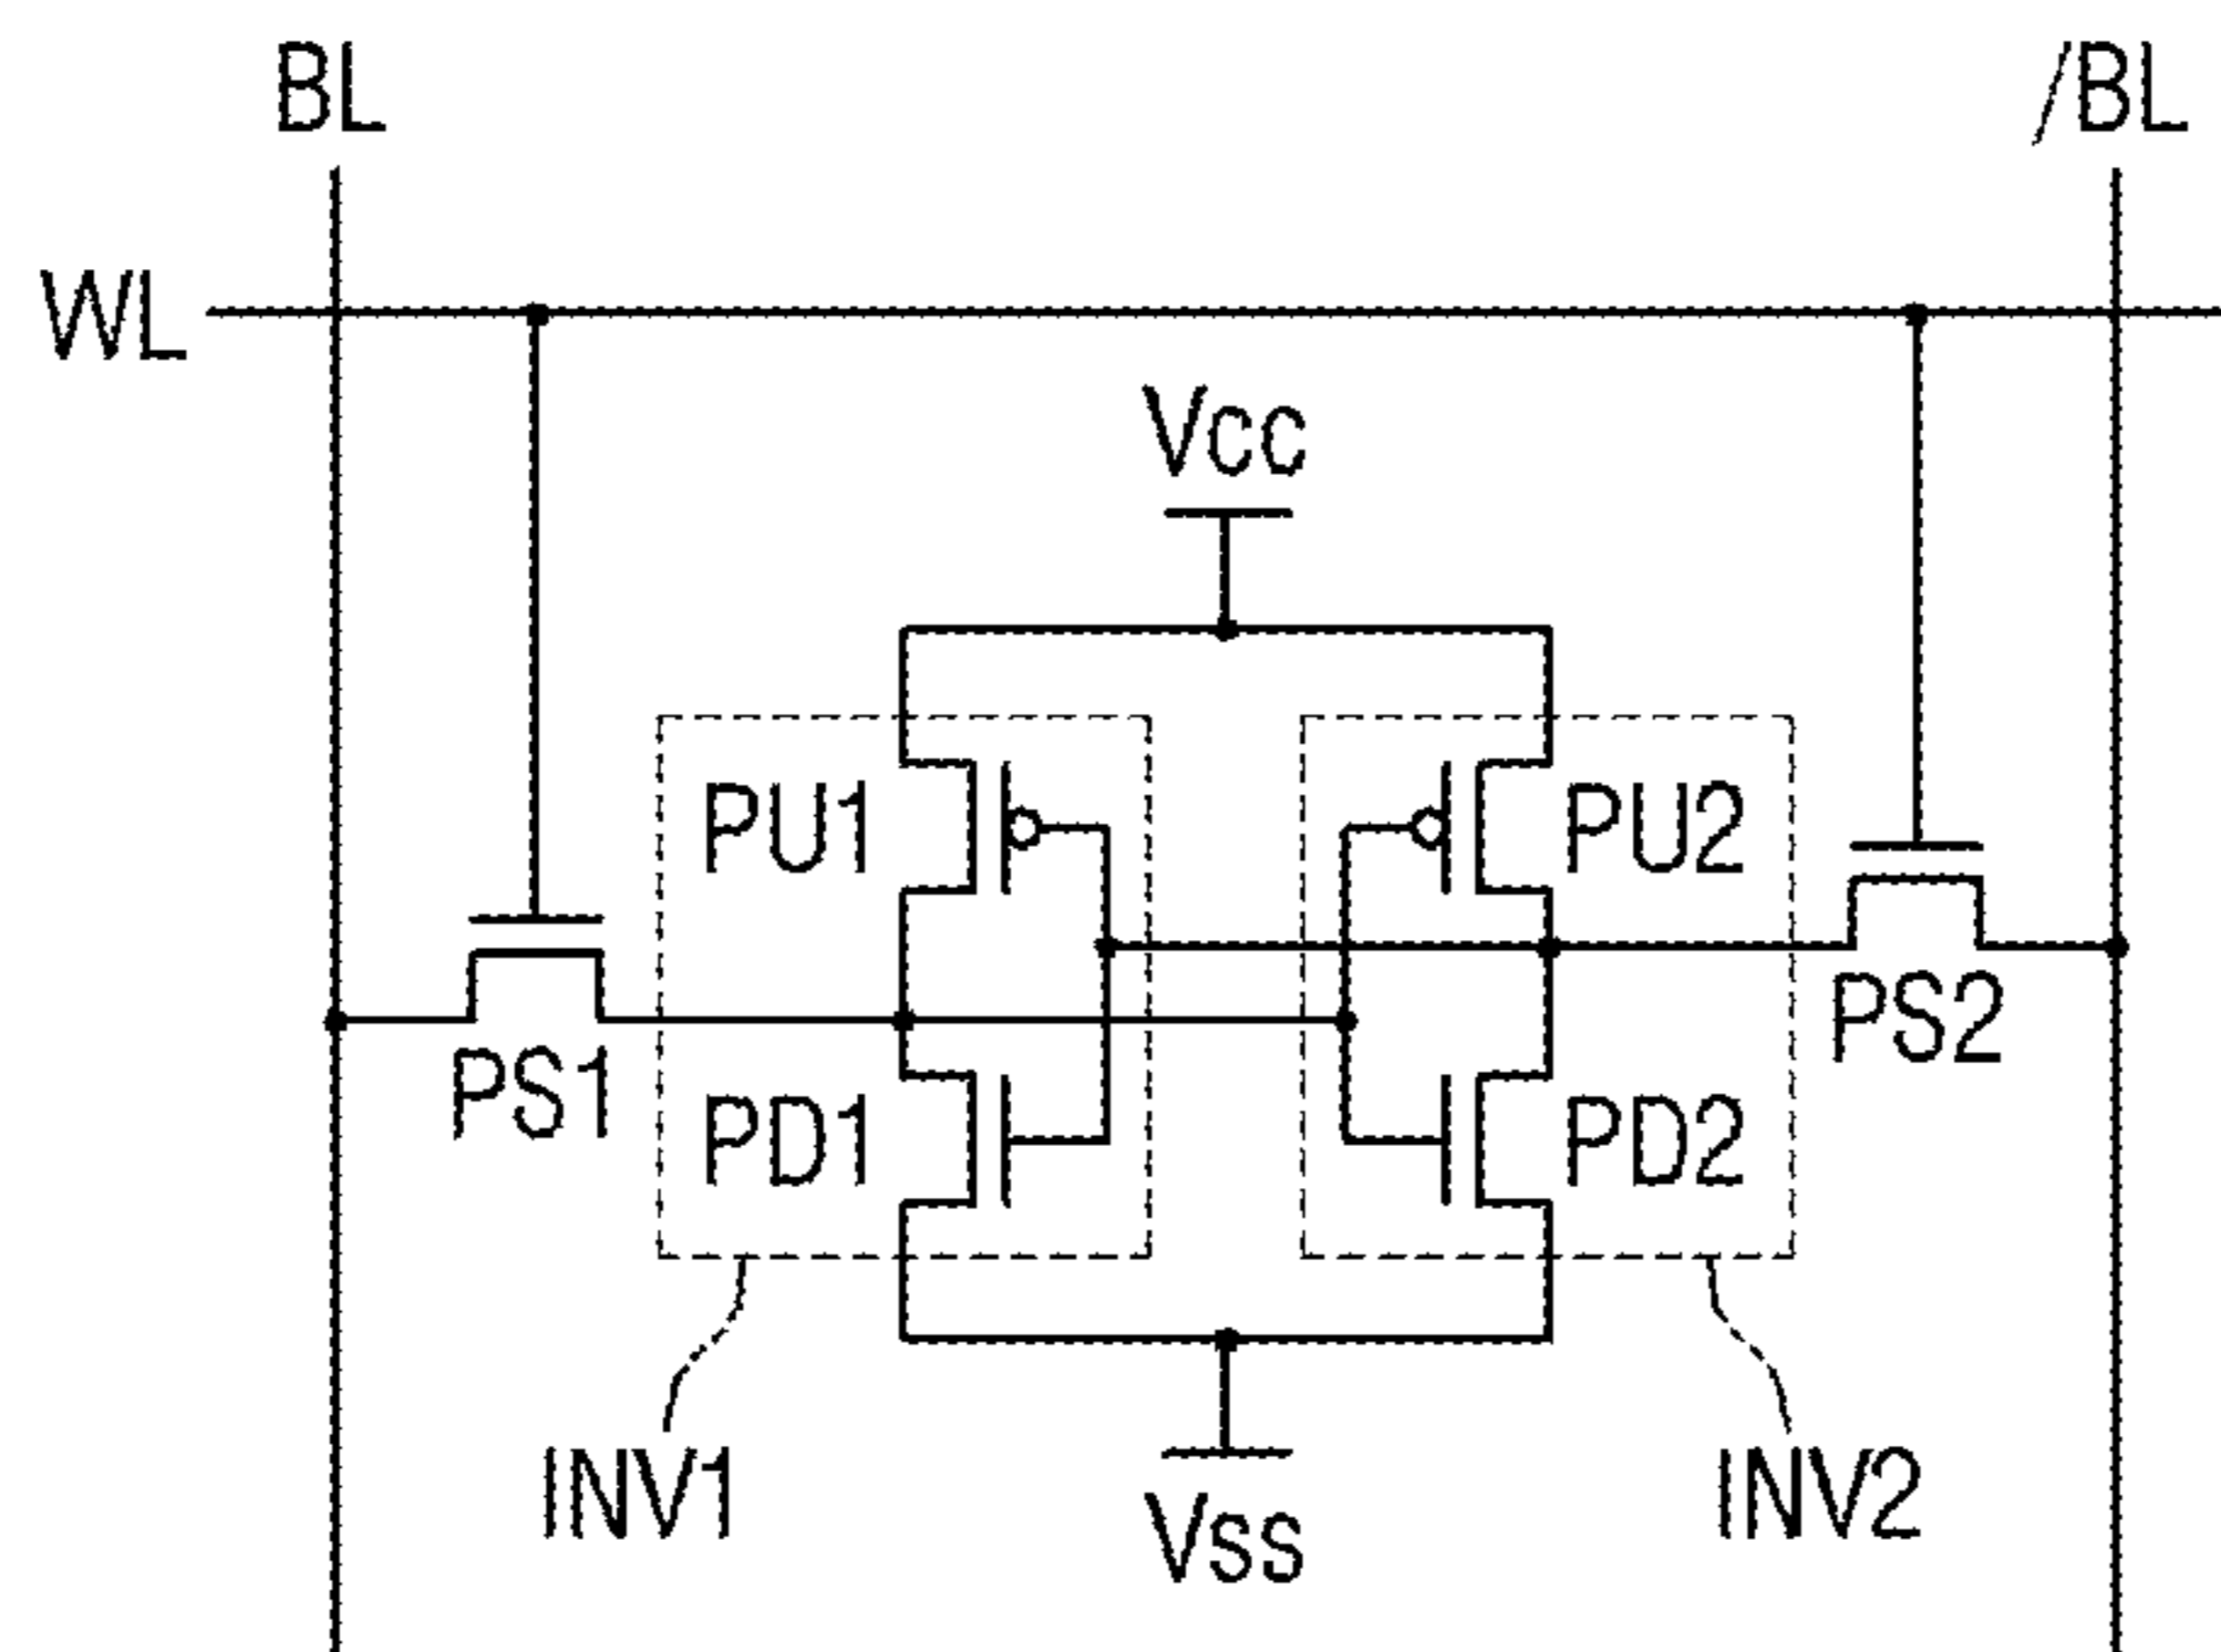 BL
/BL
WL
Vcc
PU1
PU2
PS1
PS2
PD1
PD2
INV1
INV2
Vss